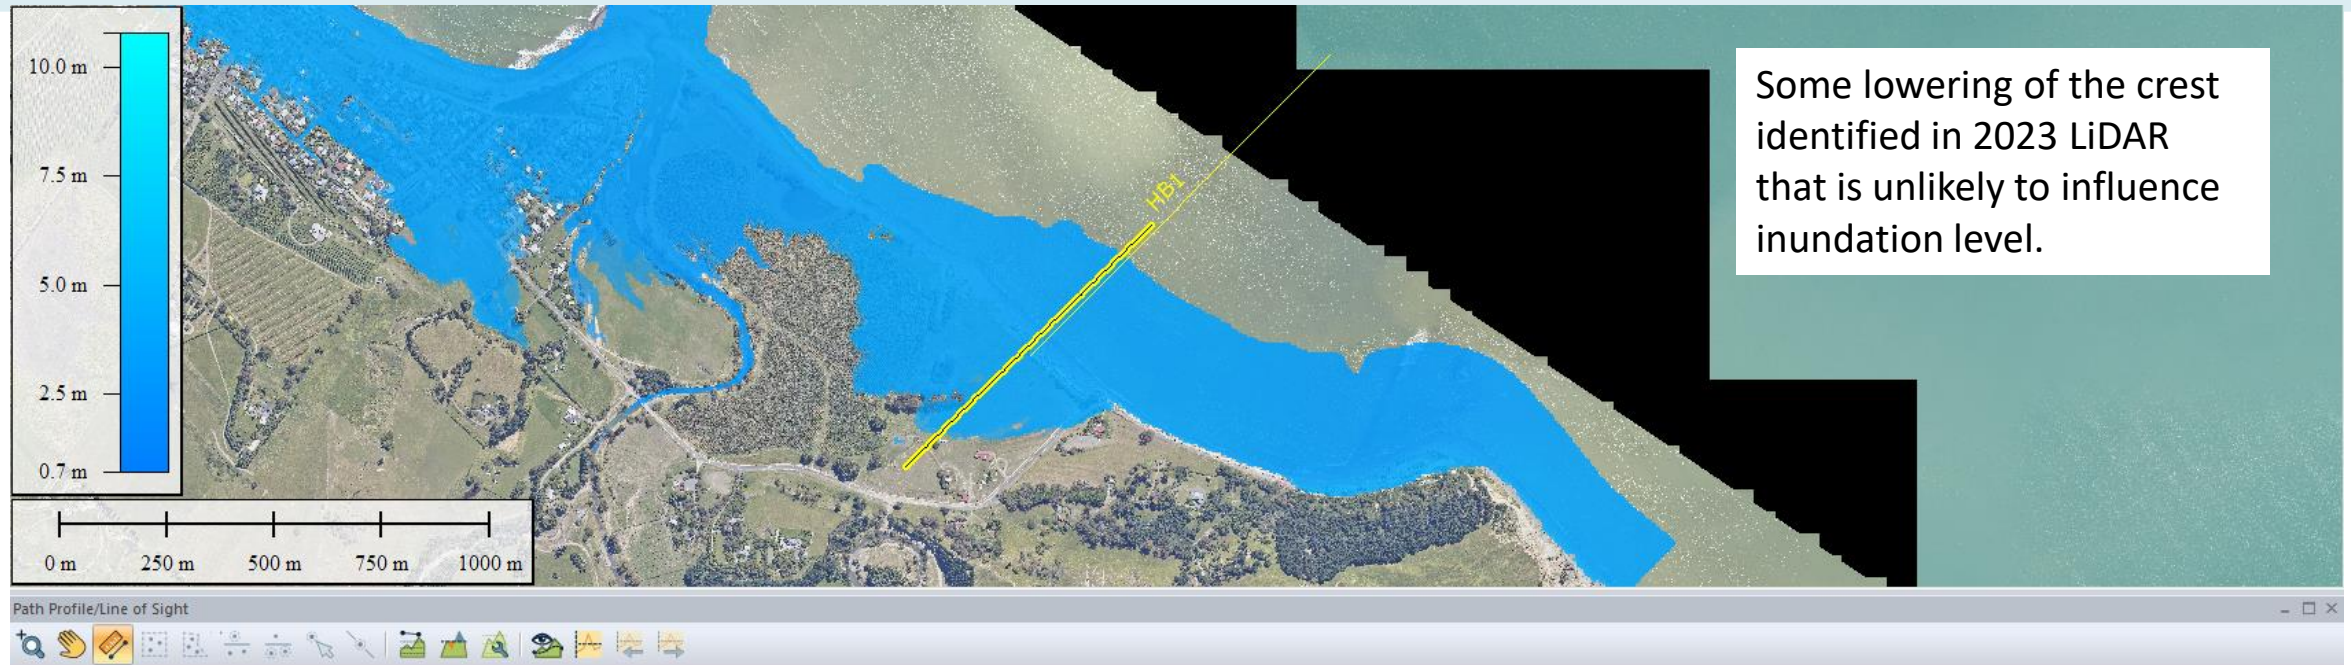 10.0 m
7.5 m
5.0 m
2.5 m
0.7 m
0 m 250 m 500 m 750 m 1000 m
HB1
Some lowering of the crest
identified in 2023 LiDAR
that is unlikely to influence
inundation level.
Path Profile/Line of Sight